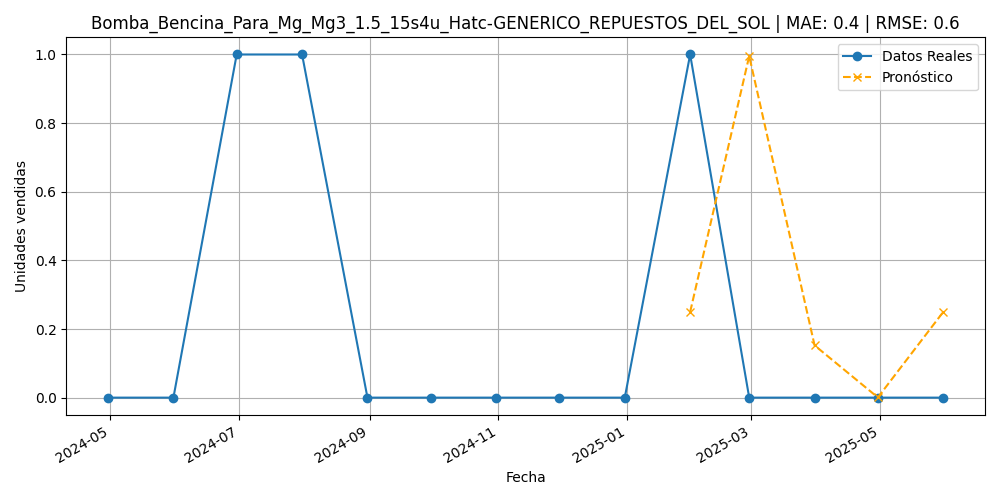 Bomba_Bencina_Para_Mg_Mg3_1.5_15s4u_Hatc-GENERICO_REPUESTOS_DEL_SOL | MAE: 0.4 | RMSE: 0.6
Datos Reales
Pronóstico
Unidades vendidas
1.0
0.8
0.6
0.4
0.2
0.0
2024-05
2024-07
2024-09
2024-11
2025-01
2025-03
2025-05
Fecha